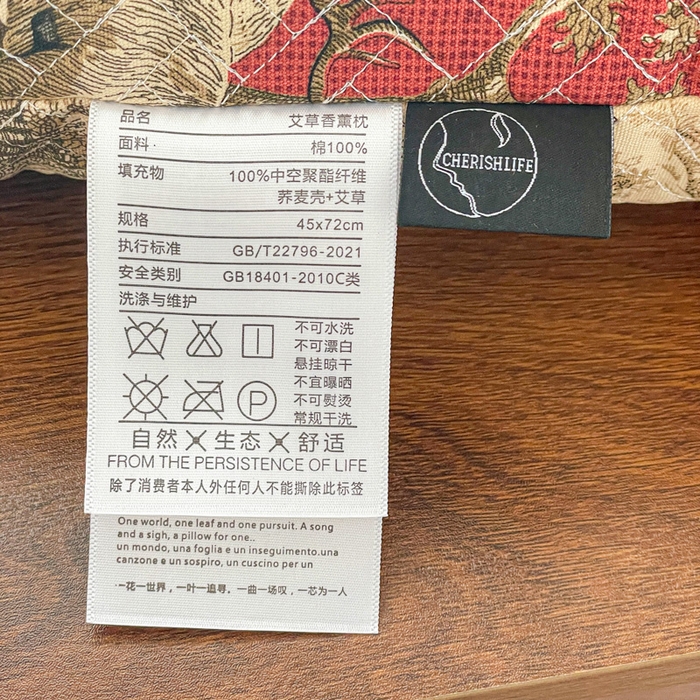 品名 艾草香薰枕
面料· 棉100%
填充物 100%中空聚酯纤维
荞麦壳+艾草
规格 45x72cm
执行标准 GB/T22796-2021
安全类别 GB18401-2010C类
洗涤与维护
不可水洗
不可漂白
悬挂晾干
不宜曝晒
不可熨烫
常规干洗
P
自然 生态 舒适
FROM THE PERSISTENCE OF LIFE
除了消费者本人外任何人不能撕除此标签
One world, one leaf and one pursuit. A song
and a sigh, a pillow for one..
un mondo, una foglia e un inseguimento.una
canzone e un sospiro, un cuscino per un
一花一世界，一叶一追寻。一曲一场叹，一芯为一人
CHERISHLIFE